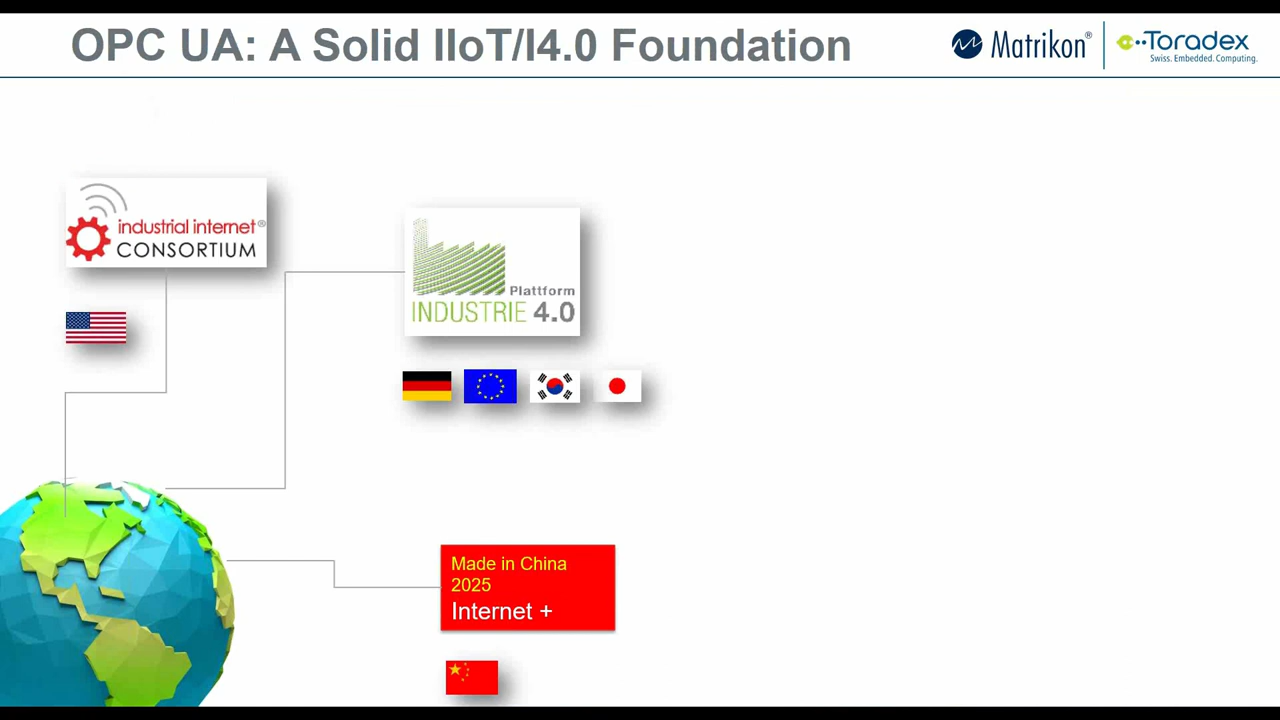 OPC UA: A Solid IIoT/I4.0 Foundation
Matrikon®
Toradex
Swiss. Embedded. Computing.
industrial internet®
CONSORTIUM
Plattform
INDUSTRIE 4.0
Made in China
2025
Internet +